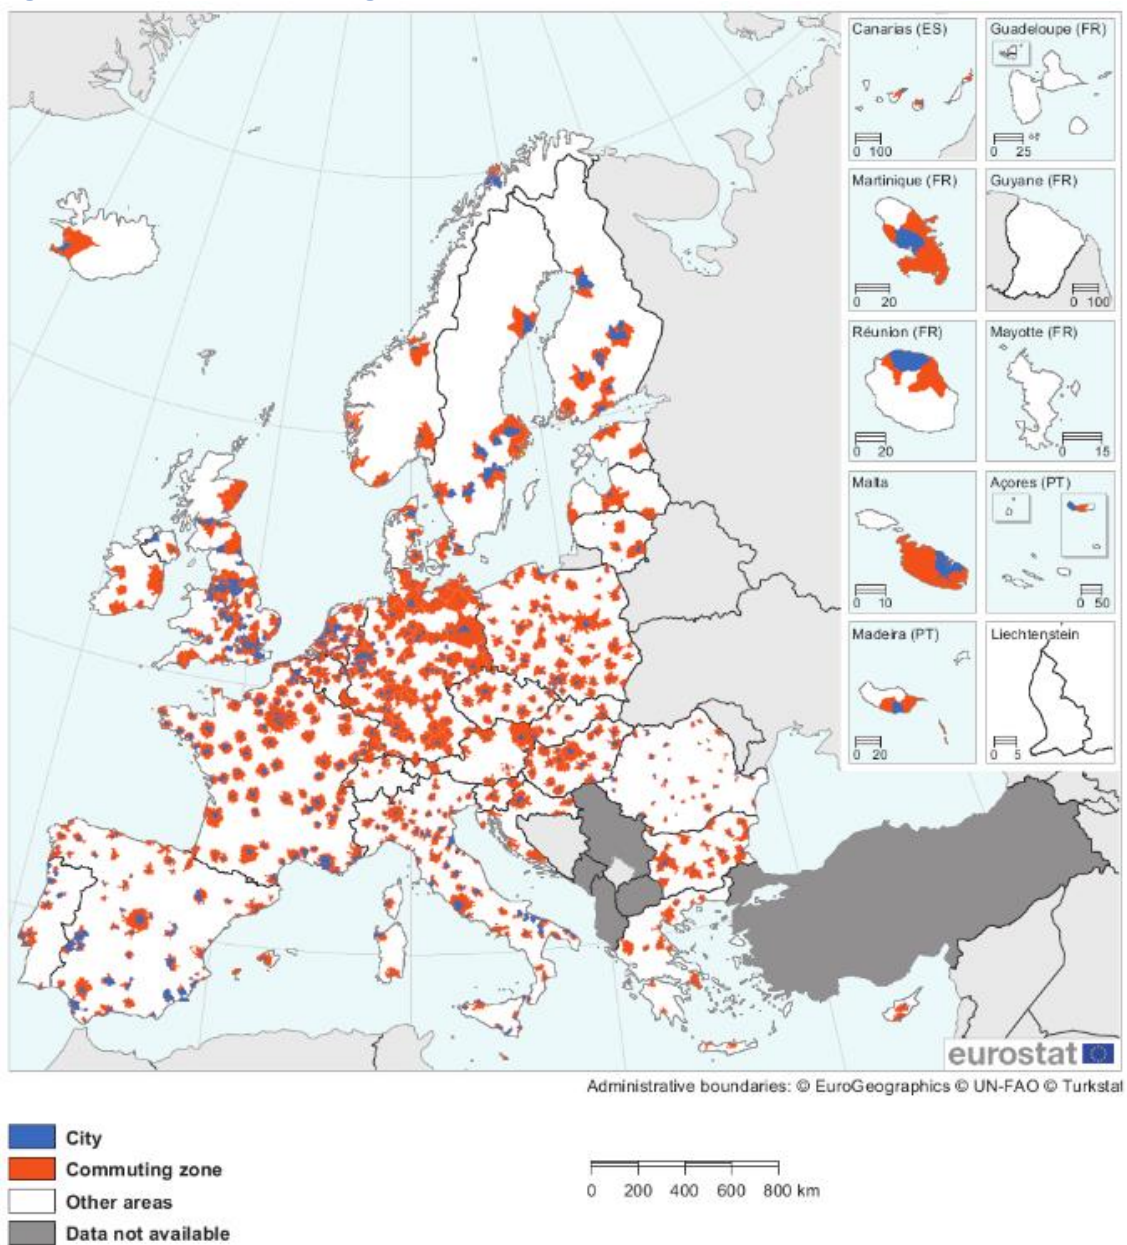 Canarias (ES)
0 100
Guadeloupe (FR)
0 25
Martinique (FR)
0 20
Guyane (FR)
0 100
Réunion (FR)
0 20
Mayotte (FR)
0 15
Malta
0 10
Açores (PT)
0 50
Madeira (PT)
0 20
Liechtenstein
0 5
eurostat
Administrative boundaries: © EuroGeographics © UN-FAO © Turkstat
City
Commuting zone
Other areas
Data not available
0 200 400 600 800 km